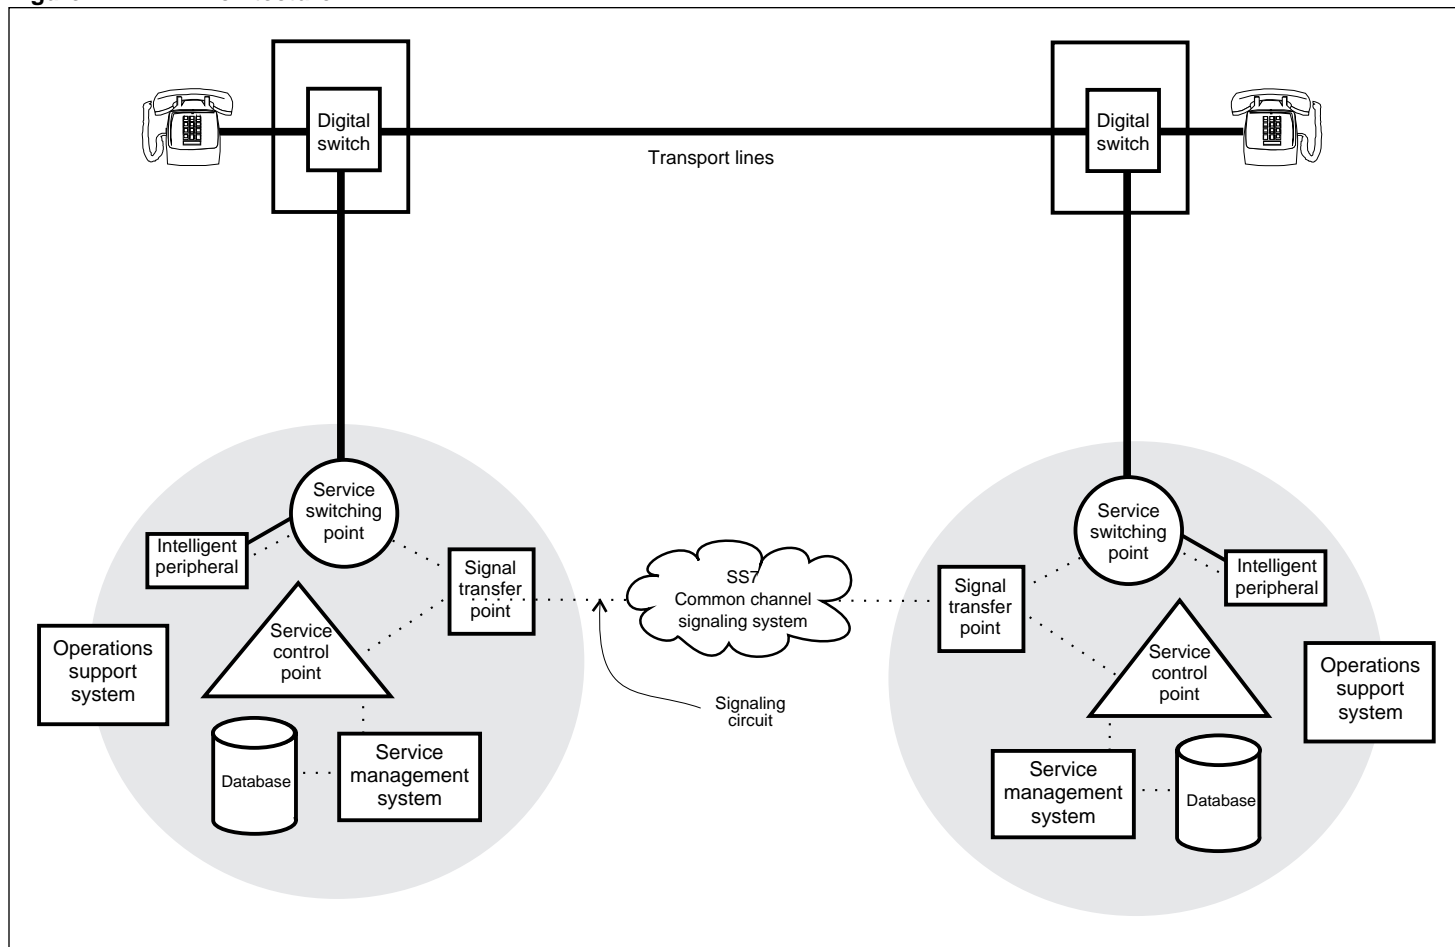 Digital
switch
Digital
switch
Transport lines
Service
switching
point
Intelligent
peripheral
Signal
transfer
point
Service
control
point
Operations
support
system
Database
Service
management
system
SS7
Common channel
signaling system
Signaling
circuit
Service
switching
point
Intelligent
peripheral
Signal
transfer
point
Service
control
point
Operations
support
system
Service
management
system
Database